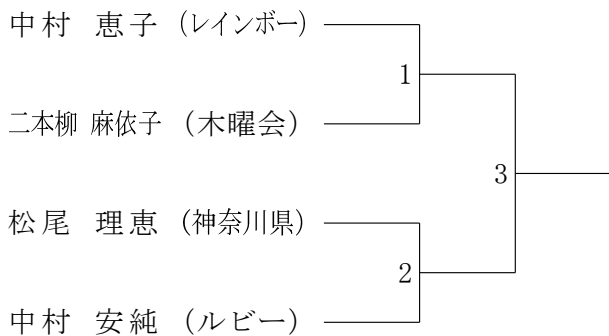 中村 恵子 (レインボー)
1
二本柳 麻依子 (木曜会)
3
松尾 理恵 (神奈川県)
2
中村 安純 (ルビー)